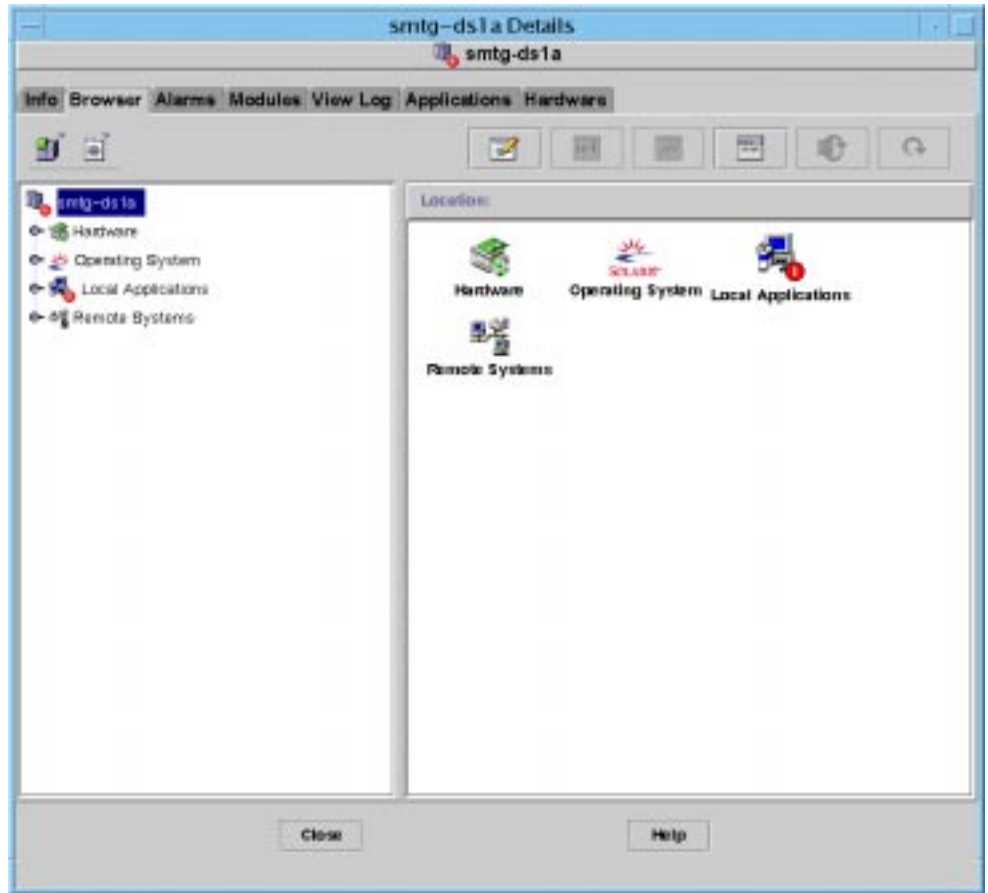 smtg-ds1a Details
smtg-ds1a
Info Browser Alarms Modules View Log Applications Hardware
smtg-ds1a
Hardware
Operating System
Local Applications
Remote Systems
Location:
Hardware
SOLARIS
Operating System
Local Applications
Remote Systems
Close
Help